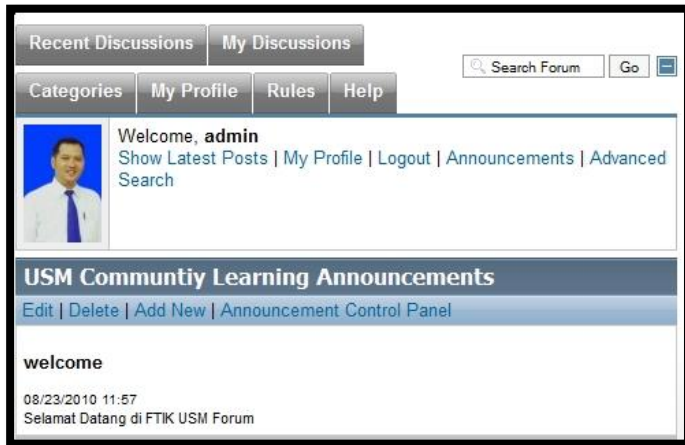 Recent Discussions My Discussions
Search Forum Go
Categories My Profile Rules Help
Welcome, admin
Show Latest Posts | My Profile | Logout | Announcements | Advanced
Search
USM Communtiy Learning Announcements
Edit | Delete | Add New | Announcement Control Panel
welcome
08/23/2010 11:57
Selamat Datang di FTIK USM Forum